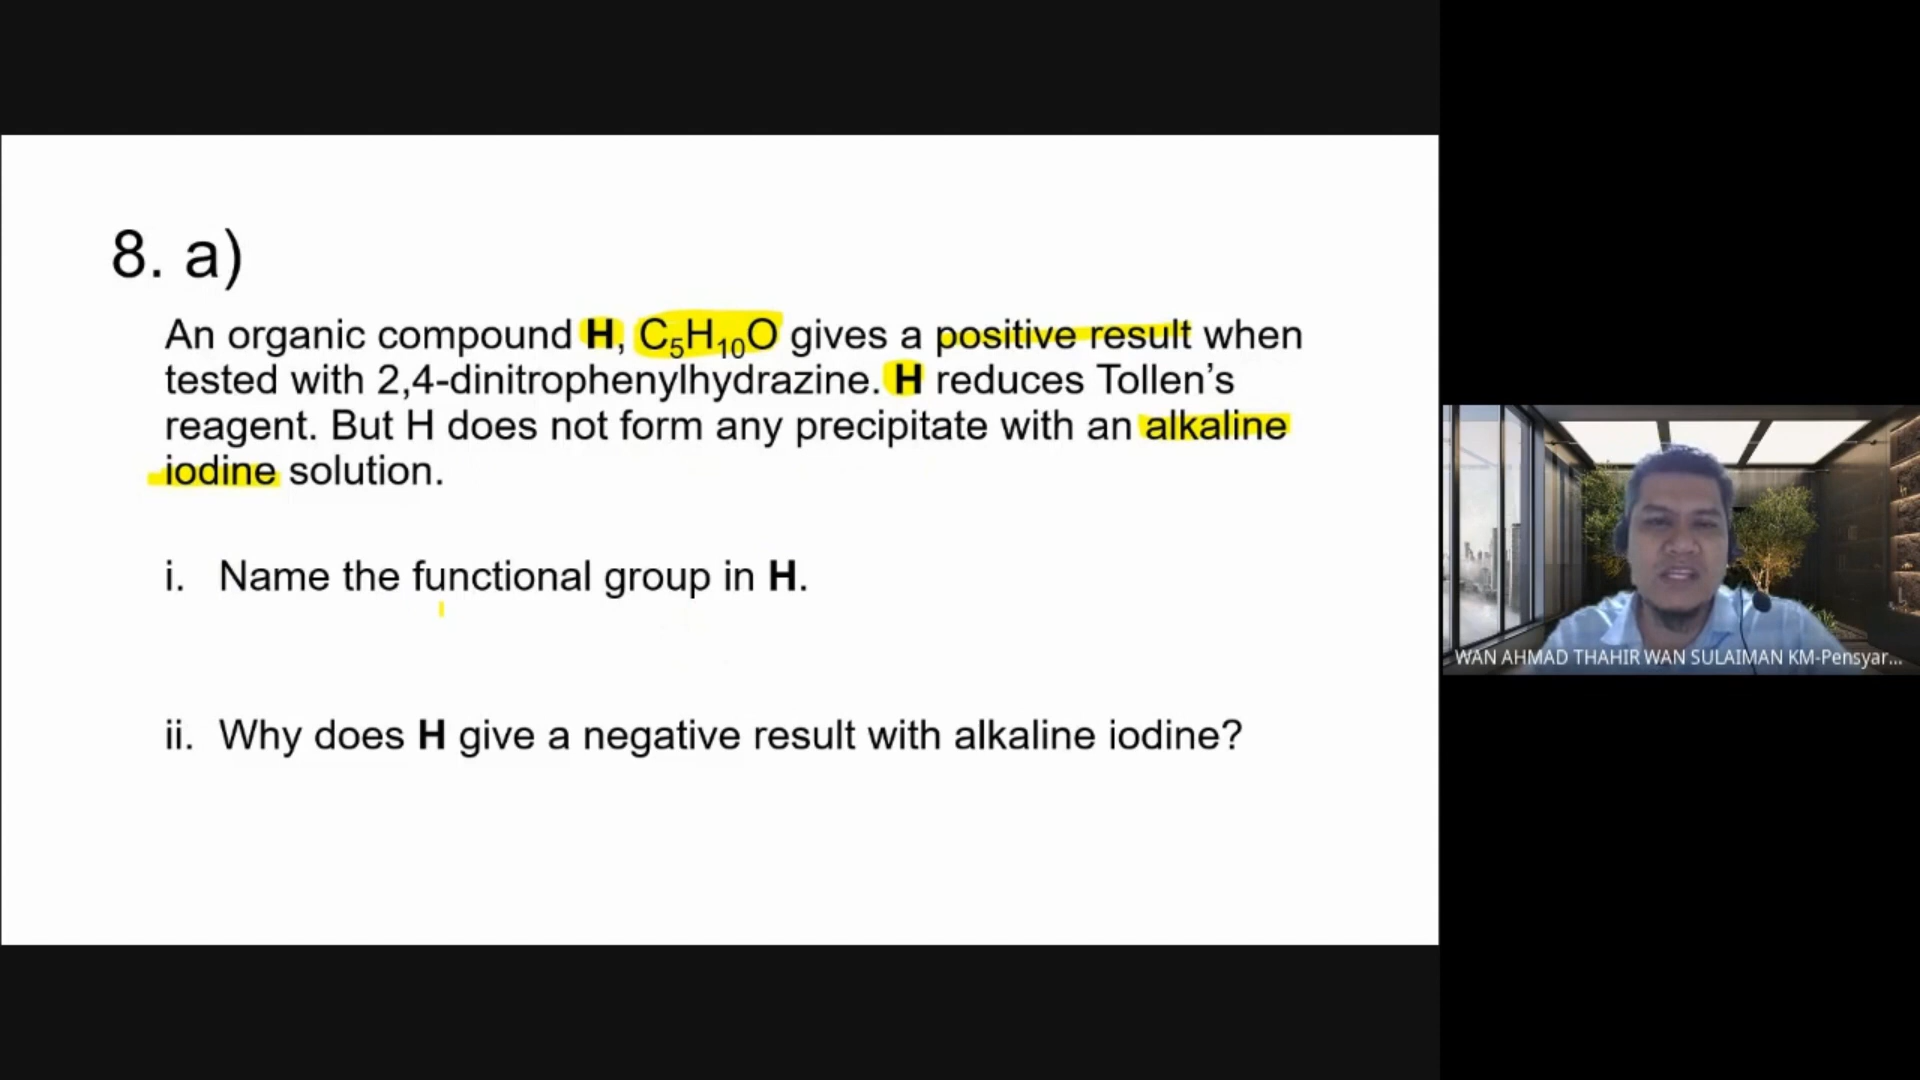 8. a)
An organic compound H, C₅H₁₀O gives a positive result when
tested with 2,4-dinitrophenylhydrazine. H reduces Tollen’s
reagent. But H does not form any precipitate with an alkaline
iodine solution.
i. Name the functional group in H.
ii. Why does H give a negative result with alkaline iodine?
WAN AHMAD THAHIR WAN SULAIMAN KM-Pensyar...